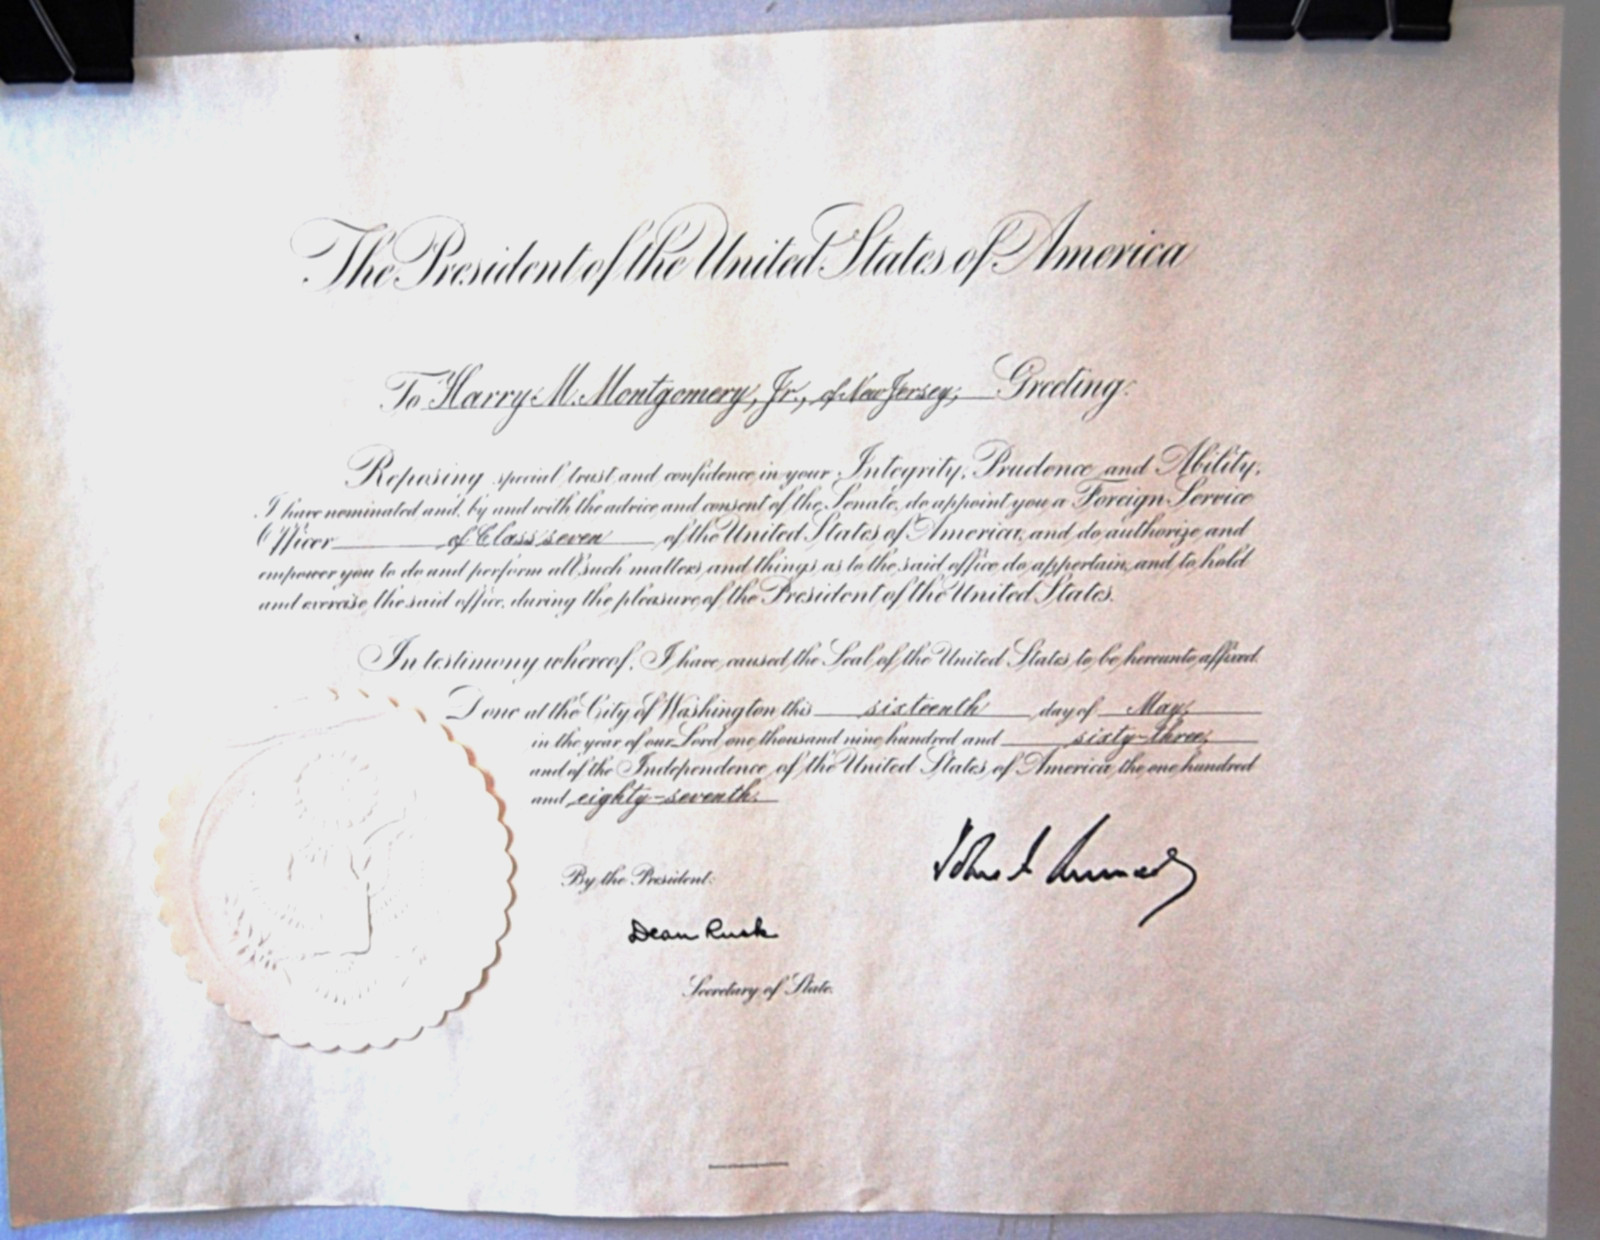 The President of the United States of America
To Harry M. Montgomery, Jr., of New Jersey, Greeting:
Reposing special trust and confidence in your Integrity, Prudence and Ability,
I have nominated and, by and with the advice and consent of the Senate, do appoint you a Foreign Service
Officer of Class seven of the United States of America, and do authorize and
empower you to do and perform all such matters and things as to the said office do appertain, and to hold
and exercise the said office, during the pleasure of the President of the United States.
In testimony whereof, I have caused the Seal of the United States to be hereunto affixed.
Done at the City of Washington this sixteenth day of May,
in the year of our Lord one thousand nine hundred and sixty-three,
and of the Independence of the United States of America the one hundred
and eighty-seventh.
John F. Kennedy
By the President:
Dean Rusk
Secretary of State.